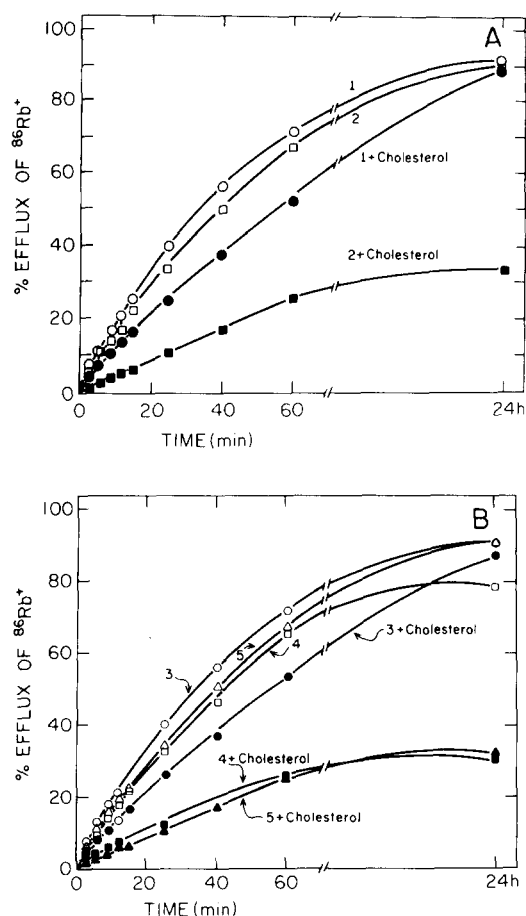 A
100
80
60
40
20
0
% EFFLUX OF ⁸⁶Rb⁺
1
2
1+Cholesterol
2+Cholesterol
0 20 40 60 24h
TIME (min)
B
100
80
60
40
20
0
% EFFLUX OF ⁸⁶Rb⁺
3
5
4
3+Cholesterol
4+Cholesterol
5+Cholesterol
0 20 40 60 24h
TIME (min)